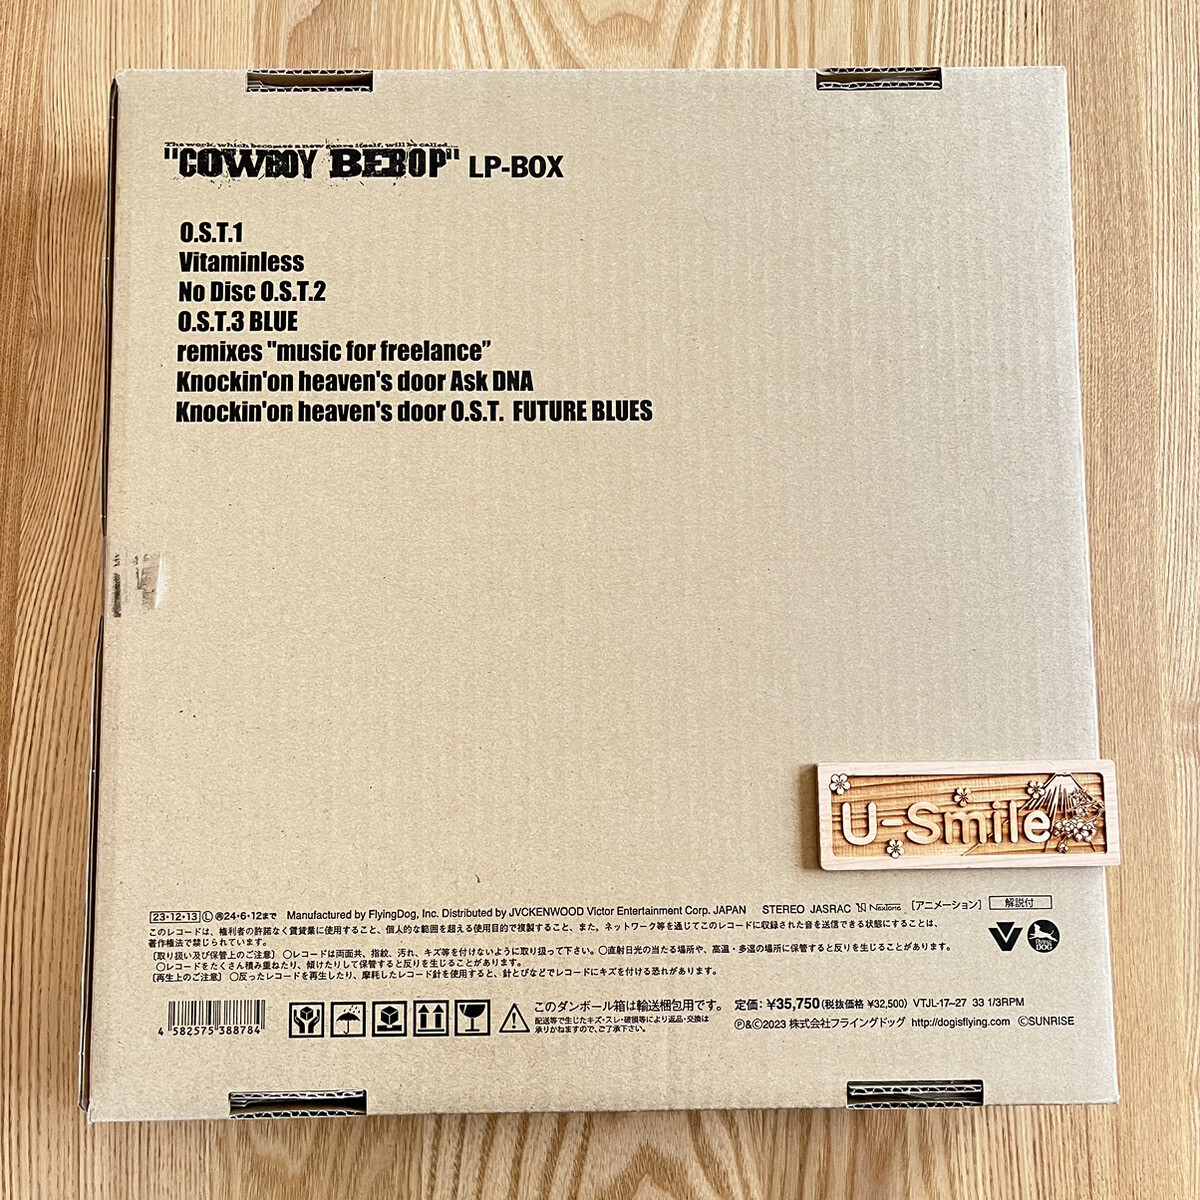 The work, which becomes a new genre itself, will be called...
"COWBOY BEBOP" LP-BOX
O.S.T.1
Vitaminless
No Disc O.S.T.2
O.S.T.3 BLUE
remixes "music for freelance"
Knockin'on heaven's door Ask DNA
Knockin'on heaven's door O.S.T. FUTURE BLUES
U-Smile
23・12・13 Ⓛ ㋮24・6・12まで Manufactured by FlyingDog, Inc. Distributed by JVCKENWOOD Victor Entertainment Corp. JAPAN STEREO JASRAC NexTone [アニメーション] 解説付
このレコードは、権利者の許諾なく賃貸業に使用すること、個人的な範囲を超える使用目的で複製すること、また、ネットワーク等を通じてこのレコードに収録された音を送信できる状態にすることは、
著作権法で禁じられています。
[取り扱い及び保管上のご注意] ○レコードは両面共、指紋、汚れ、キズ等を付けないように取り扱って下さい。○直射日光の当たる場所や、高温・多湿の場所に保管すると反りを生じることがあります。
○レコードをたくさん積み重ねたり、傾けたりして保管すると反りを生じることがあります。
[再生上のご注意] ○反ったレコードを再生したり、摩耗したレコード針を使用すると、針とびなどでレコードにキズを付ける恐れがあります。
Flying DOG
4 582575 388784
このダンボール箱は輸送梱包用です。
配送等で生じたキズ・スレ・破損等により返品・交換は
承りかねますので、ご了承下さい。
定価：¥35,750(税抜価格 ¥32,500) VTJL-17~27 33 1/3RPM
℗&©2023 株式会社フライングドッグ http://dogisflying.com ©SUNRISE